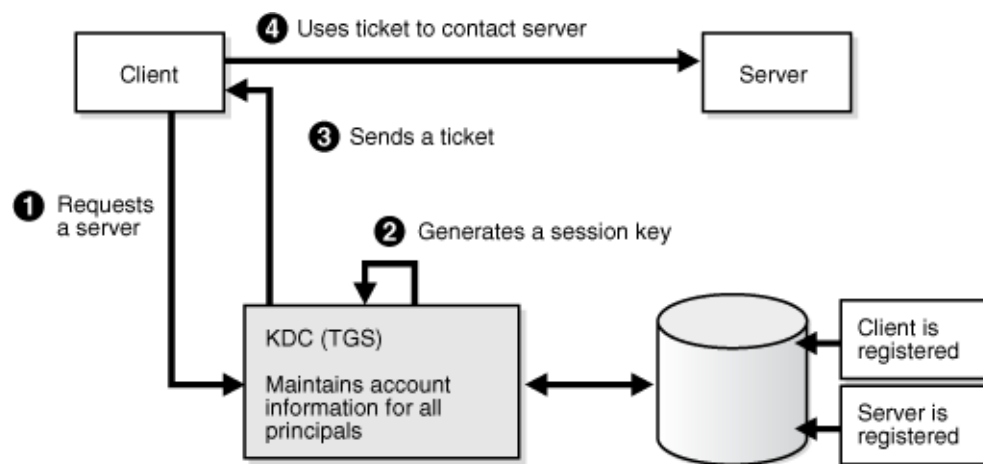 4 Uses ticket to contact server
Client
Server
3 Sends a ticket
1 Requests
a server
2 Generates a session key
KDC (TGS)
Maintains account
information for all
principals
Client is
registered
Server is
registered